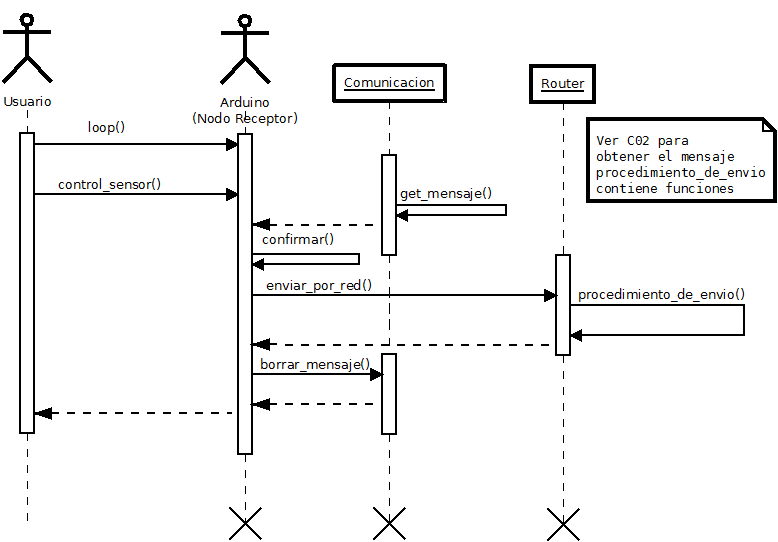 Usuario
Arduino
(Nodo Receptor)
Comunicacion
Router
Ver C02 para
obtener el mensaje
procedimiento_de_envio
contiene funciones
loop()
control_sensor()
get_mensaje()
confirmar()
enviar_por_red()
procedimiento_de_envio()
borrar_mensaje()